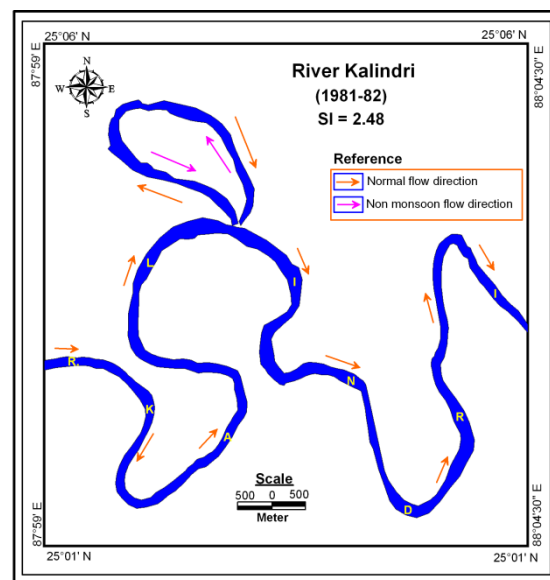 25°06' N
25°06' N
87°59' E
88°04'30" E
N
W E
S
River Kalindri
(1981-82)
SI = 2.48
Reference
Normal flow direction
Non monsoon flow direction
R. K A L I N D R I
Scale
500 0 500
Meter
87°59' E
88°04'30" E
25°01' N
25°01' N